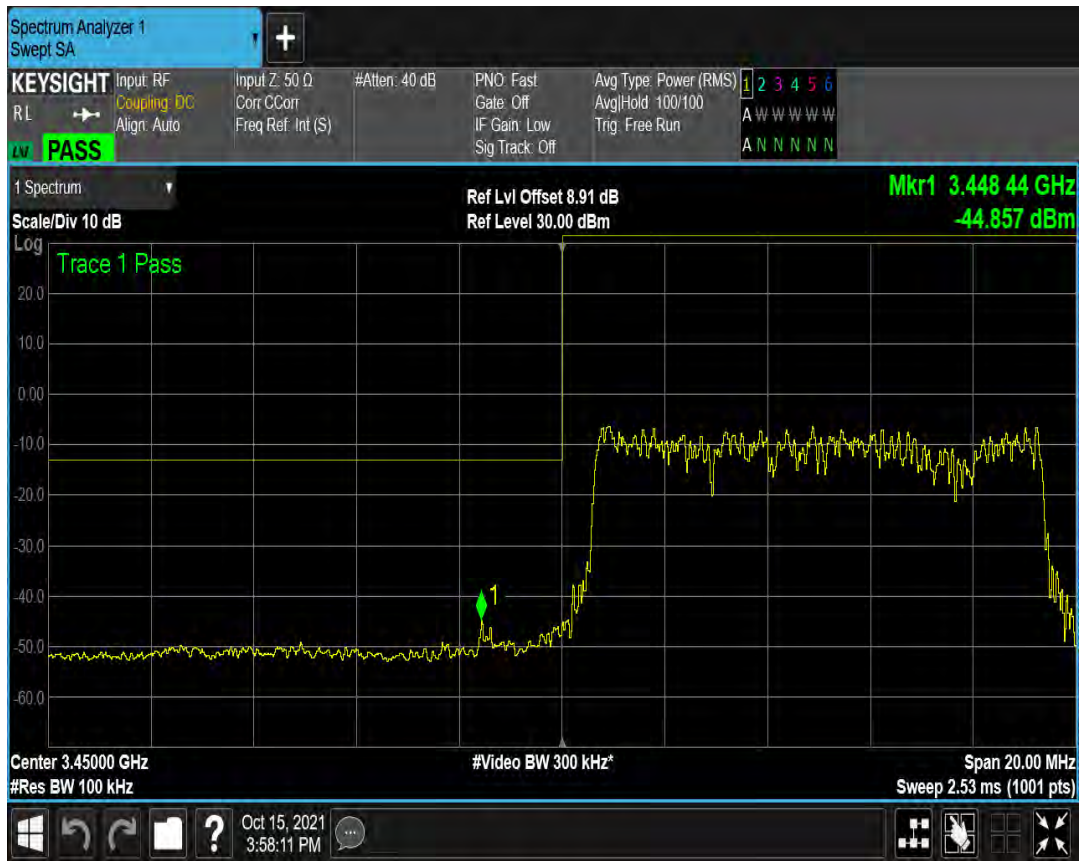 Spectrum Analyzer 1
Swept SA
+
KEYSIGHT
RL
PASS
Input: RF
Coupling: DC
Align: Auto
Input Z: 50 Ω
Corr CCorr
Freq Ref: Int (S)
#Atten: 40 dB
PNO: Fast
Gate: Off
IF Gain: Low
Sig Track: Off
Avg Type: Power (RMS)
Avg|Hold: 100/100
Trig: Free Run
1 2 3 4 5 6
A W W W W W
A N N N N N
1 Spectrum
Scale/Div 10 dB
Ref Lvl Offset 8.91 dB
Ref Level 30.00 dBm
Mkr1 3.448 44 GHz
-44.857 dBm
Log
Trace 1 Pass
20.0
10.0
0.00
-10.0
-20.0
-30.0
-40.0
-50.0
-60.0
1
Center 3.45000 GHz
#Res BW 100 kHz
#Video BW 300 kHz*
Span 20.00 MHz
Sweep 2.53 ms (1001 pts)
?
Oct 15, 2021
3:58:11 PM